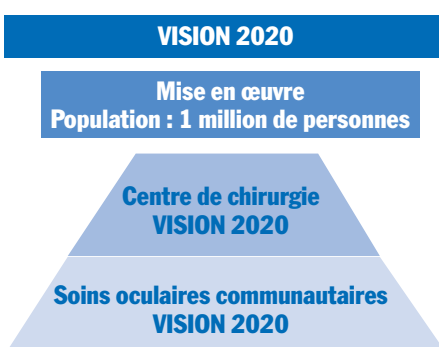 VISION 2020
Mise en œuvre
Population : 1 million de personnes
Centre de chirurgie
VISION 2020
Soins oculaires communautaires
VISION 2020